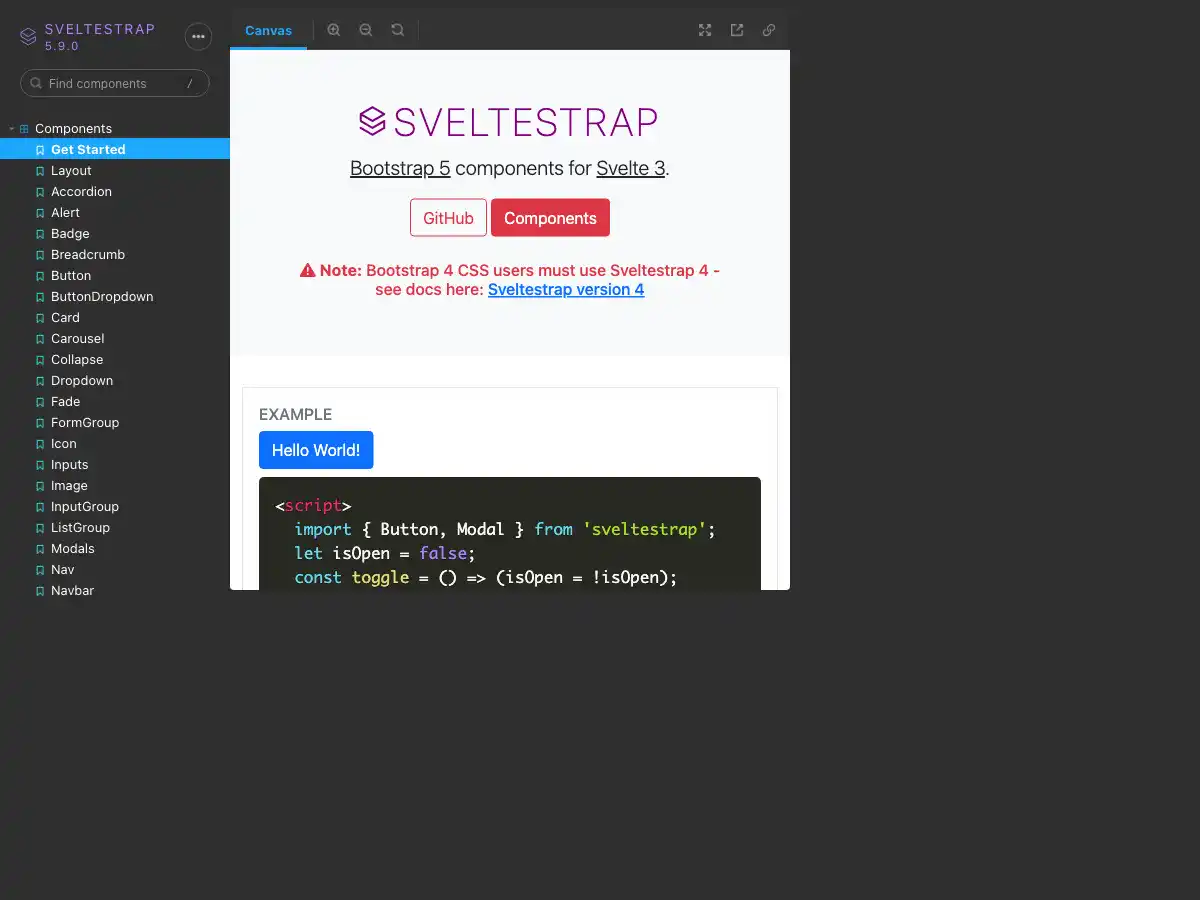 SVELTESTRAP
5.9.0
Find components
/
Components
Get Started
Layout
Accordion
Alert
Badge
Breadcrumb
Button
ButtonDropdown
Card
Carousel
Collapse
Dropdown
Fade
FormGroup
Icon
Inputs
Image
InputGroup
ListGroup
Modals
Nav
Navbar
Canvas
SVELTESTRAP
Bootstrap 5 components for Svelte 3.
GitHub
Components
Note: Bootstrap 4 CSS users must use Sveltestrap 4 -
see docs here: Sveltestrap version 4
EXAMPLE
Hello World!
<script>
import { Button, Modal } from 'sveltestrap';
let isOpen = false;
const toggle = () => (isOpen = !isOpen);